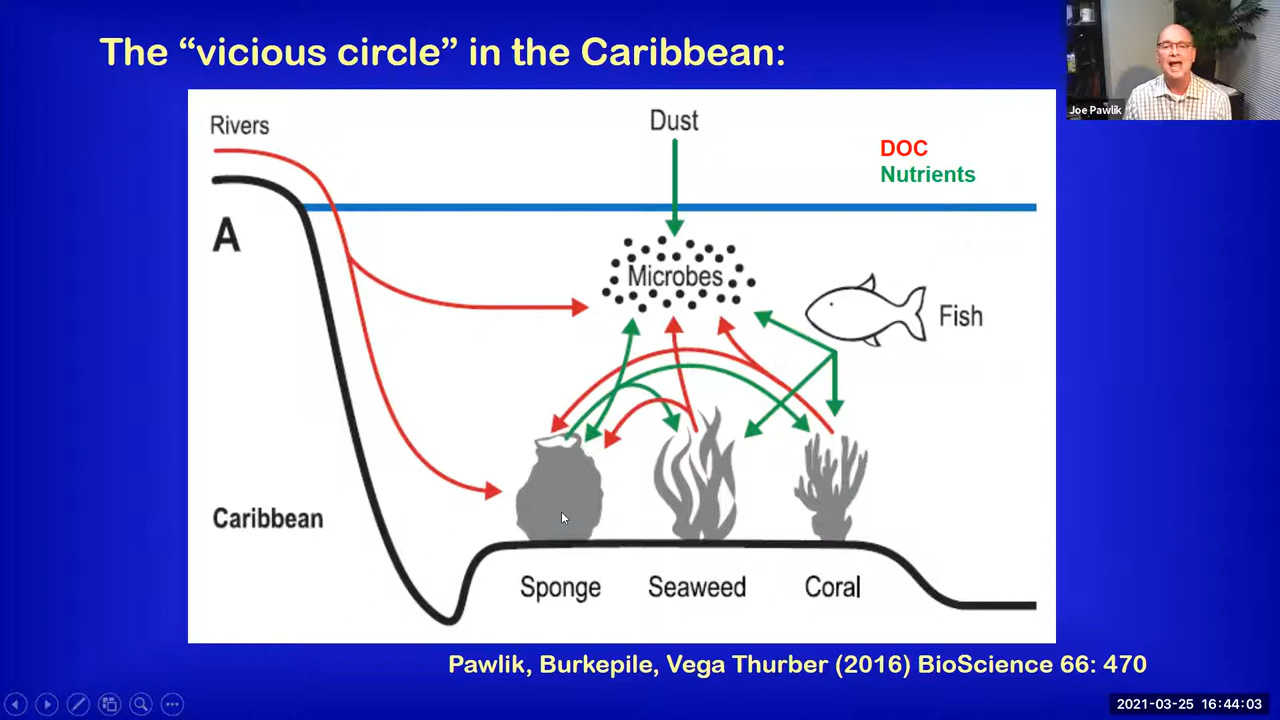 The “vicious circle” in the Caribbean:
Joe Pawlik
Rivers
Dust
DOC
Nutrients
A
Microbes
Fish
Caribbean
Sponge
Seaweed
Coral
Pawlik, Burkepile, Vega Thurber (2016) BioScience 66: 470
2021-03-25 16:44:03